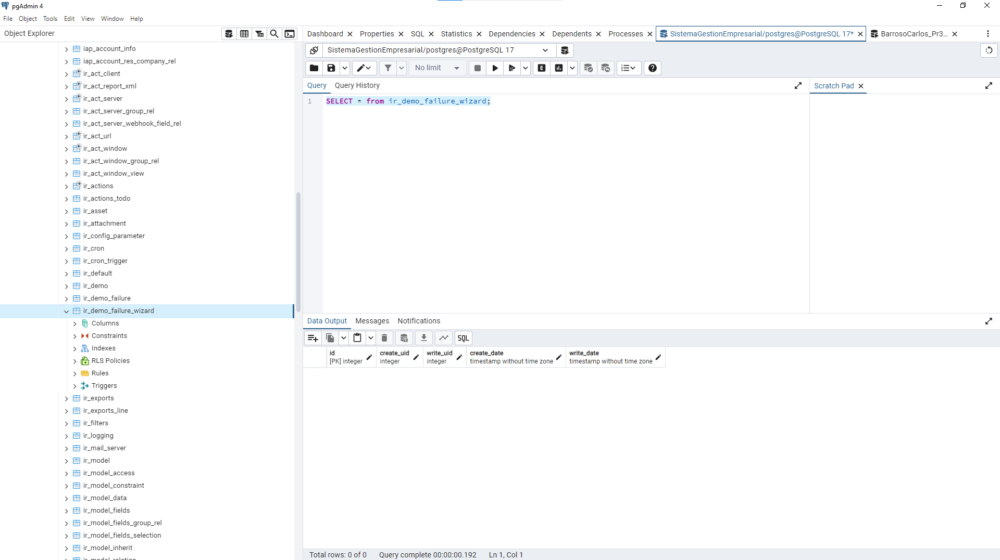 pgAdmin 4
File Object Tools Edit View Window Help
Object Explorer
iap_account_info
iap_account_res_company_rel
ir_act_client
ir_act_report_xml
ir_act_server
ir_act_server_group_rel
ir_act_server_webhook_field_rel
ir_act_url
ir_act_window
ir_act_window_group_rel
ir_act_window_view
ir_actions
ir_actions_todo
ir_asset
ir_attachment
ir_config_parameter
ir_cron
ir_cron_trigger
ir_default
ir_demo
ir_demo_failure
ir_demo_failure_wizard
Columns
Constraints
Indexes
RLS Policies
Rules
Triggers
ir_exports
ir_exports_line
ir_filters
ir_logging
ir_mail_server
ir_model
ir_model_access
ir_model_constraint
ir_model_data
ir_model_fields
ir_model_fields_group_rel
ir_model_fields_selection
ir_model_inherit
ir_model_relation
Dashboard Properties SQL Statistics Dependencies Dependents Processes SistemaGestionEmpresarial/postgres@PostgreSQL 17* BarrosoCarlos_Pr3...
SistemaGestionEmpresarial/postgres@PostgreSQL 17
No limit E
Query Query History
Scratch Pad
1 SELECT * from ir_demo_failure_wizard;
Data Output Messages Notifications
SQL
id create_uid write_uid create_date write_date
[PK] integer integer integer timestamp without time zone timestamp without time zone
Total rows: 0 of 0 Query complete 00:00:00.192 Ln 1, Col 1